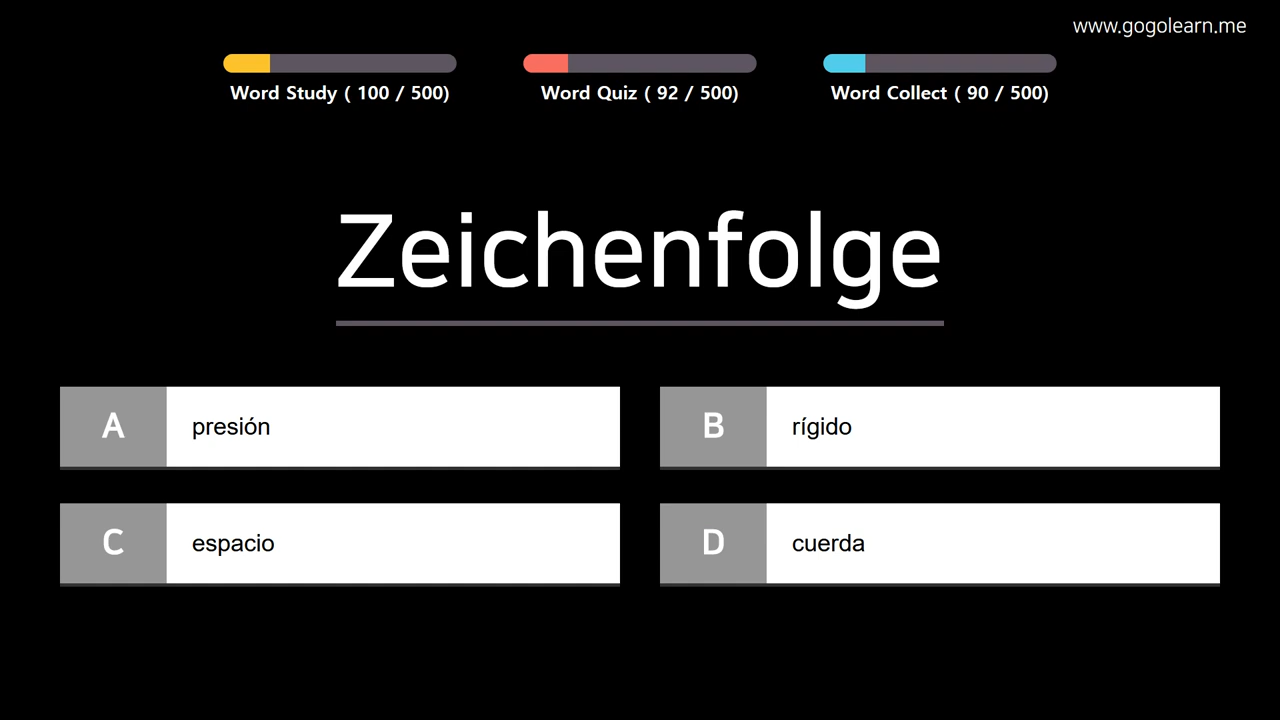 www.gogolearn.me
Word Study ( 100 / 500)
Word Quiz ( 92 / 500)
Word Collect ( 90 / 500)
Zeichenfolge
A presión
B rígido
C espacio
D cuerda